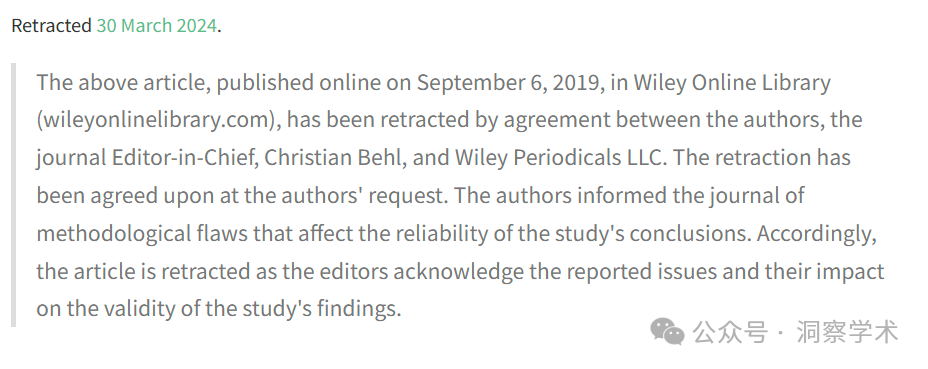 Retracted 30 March 2024.
The above article, published online on September 6, 2019, in Wiley Online Library
(wileyonlinelibrary.com), has been retracted by agreement between the authors, the
journal Editor-in-Chief, Christian Behl, and Wiley Periodicals LLC. The retraction has
been agreed upon at the authors' request. The authors informed the journal of
methodological flaws that affect the reliability of the study's conclusions. Accordingly,
the article is retracted as the editors acknowledge the reported issues and their impact
on the validity of the study's findings.
公众号 · 洞察学术